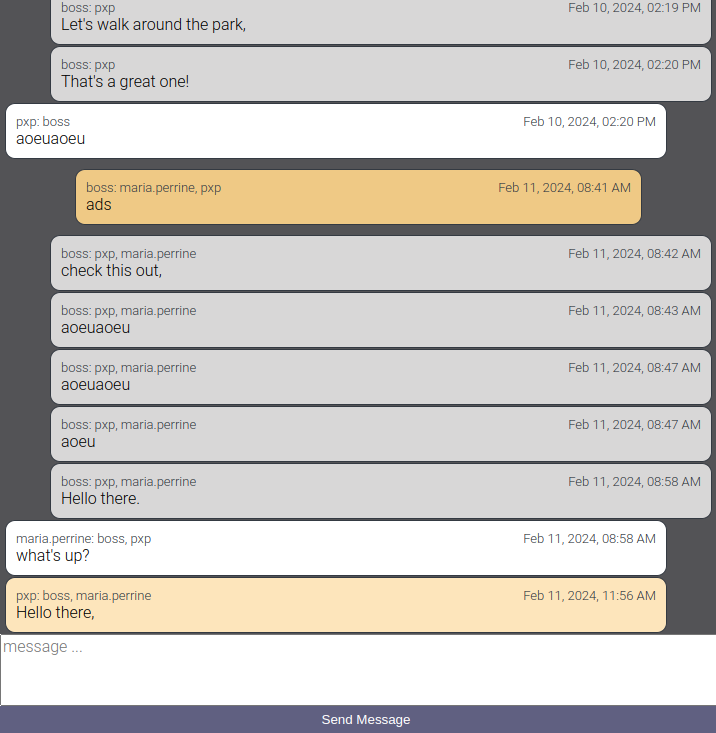 boss: pxp Feb 10, 2024, 02:19 PM
Let's walk around the park,
boss: pxp Feb 10, 2024, 02:20 PM
That's a great one!
pxp: boss Feb 10, 2024, 02:20 PM
aoeuaoeu
boss: maria.perrine, pxp Feb 11, 2024, 08:41 AM
ads
boss: pxp, maria.perrine Feb 11, 2024, 08:42 AM
check this out,
boss: pxp, maria.perrine Feb 11, 2024, 08:43 AM
aoeuaoeu
boss: pxp, maria.perrine Feb 11, 2024, 08:47 AM
aoeuaoeu
boss: pxp, maria.perrine Feb 11, 2024, 08:47 AM
aoeu
boss: pxp, maria.perrine Feb 11, 2024, 08:58 AM
Hello there.
maria.perrine: boss, pxp Feb 11, 2024, 08:58 AM
what's up?
pxp: boss, maria.perrine Feb 11, 2024, 11:56 AM
Hello there,
message ...
Send Message